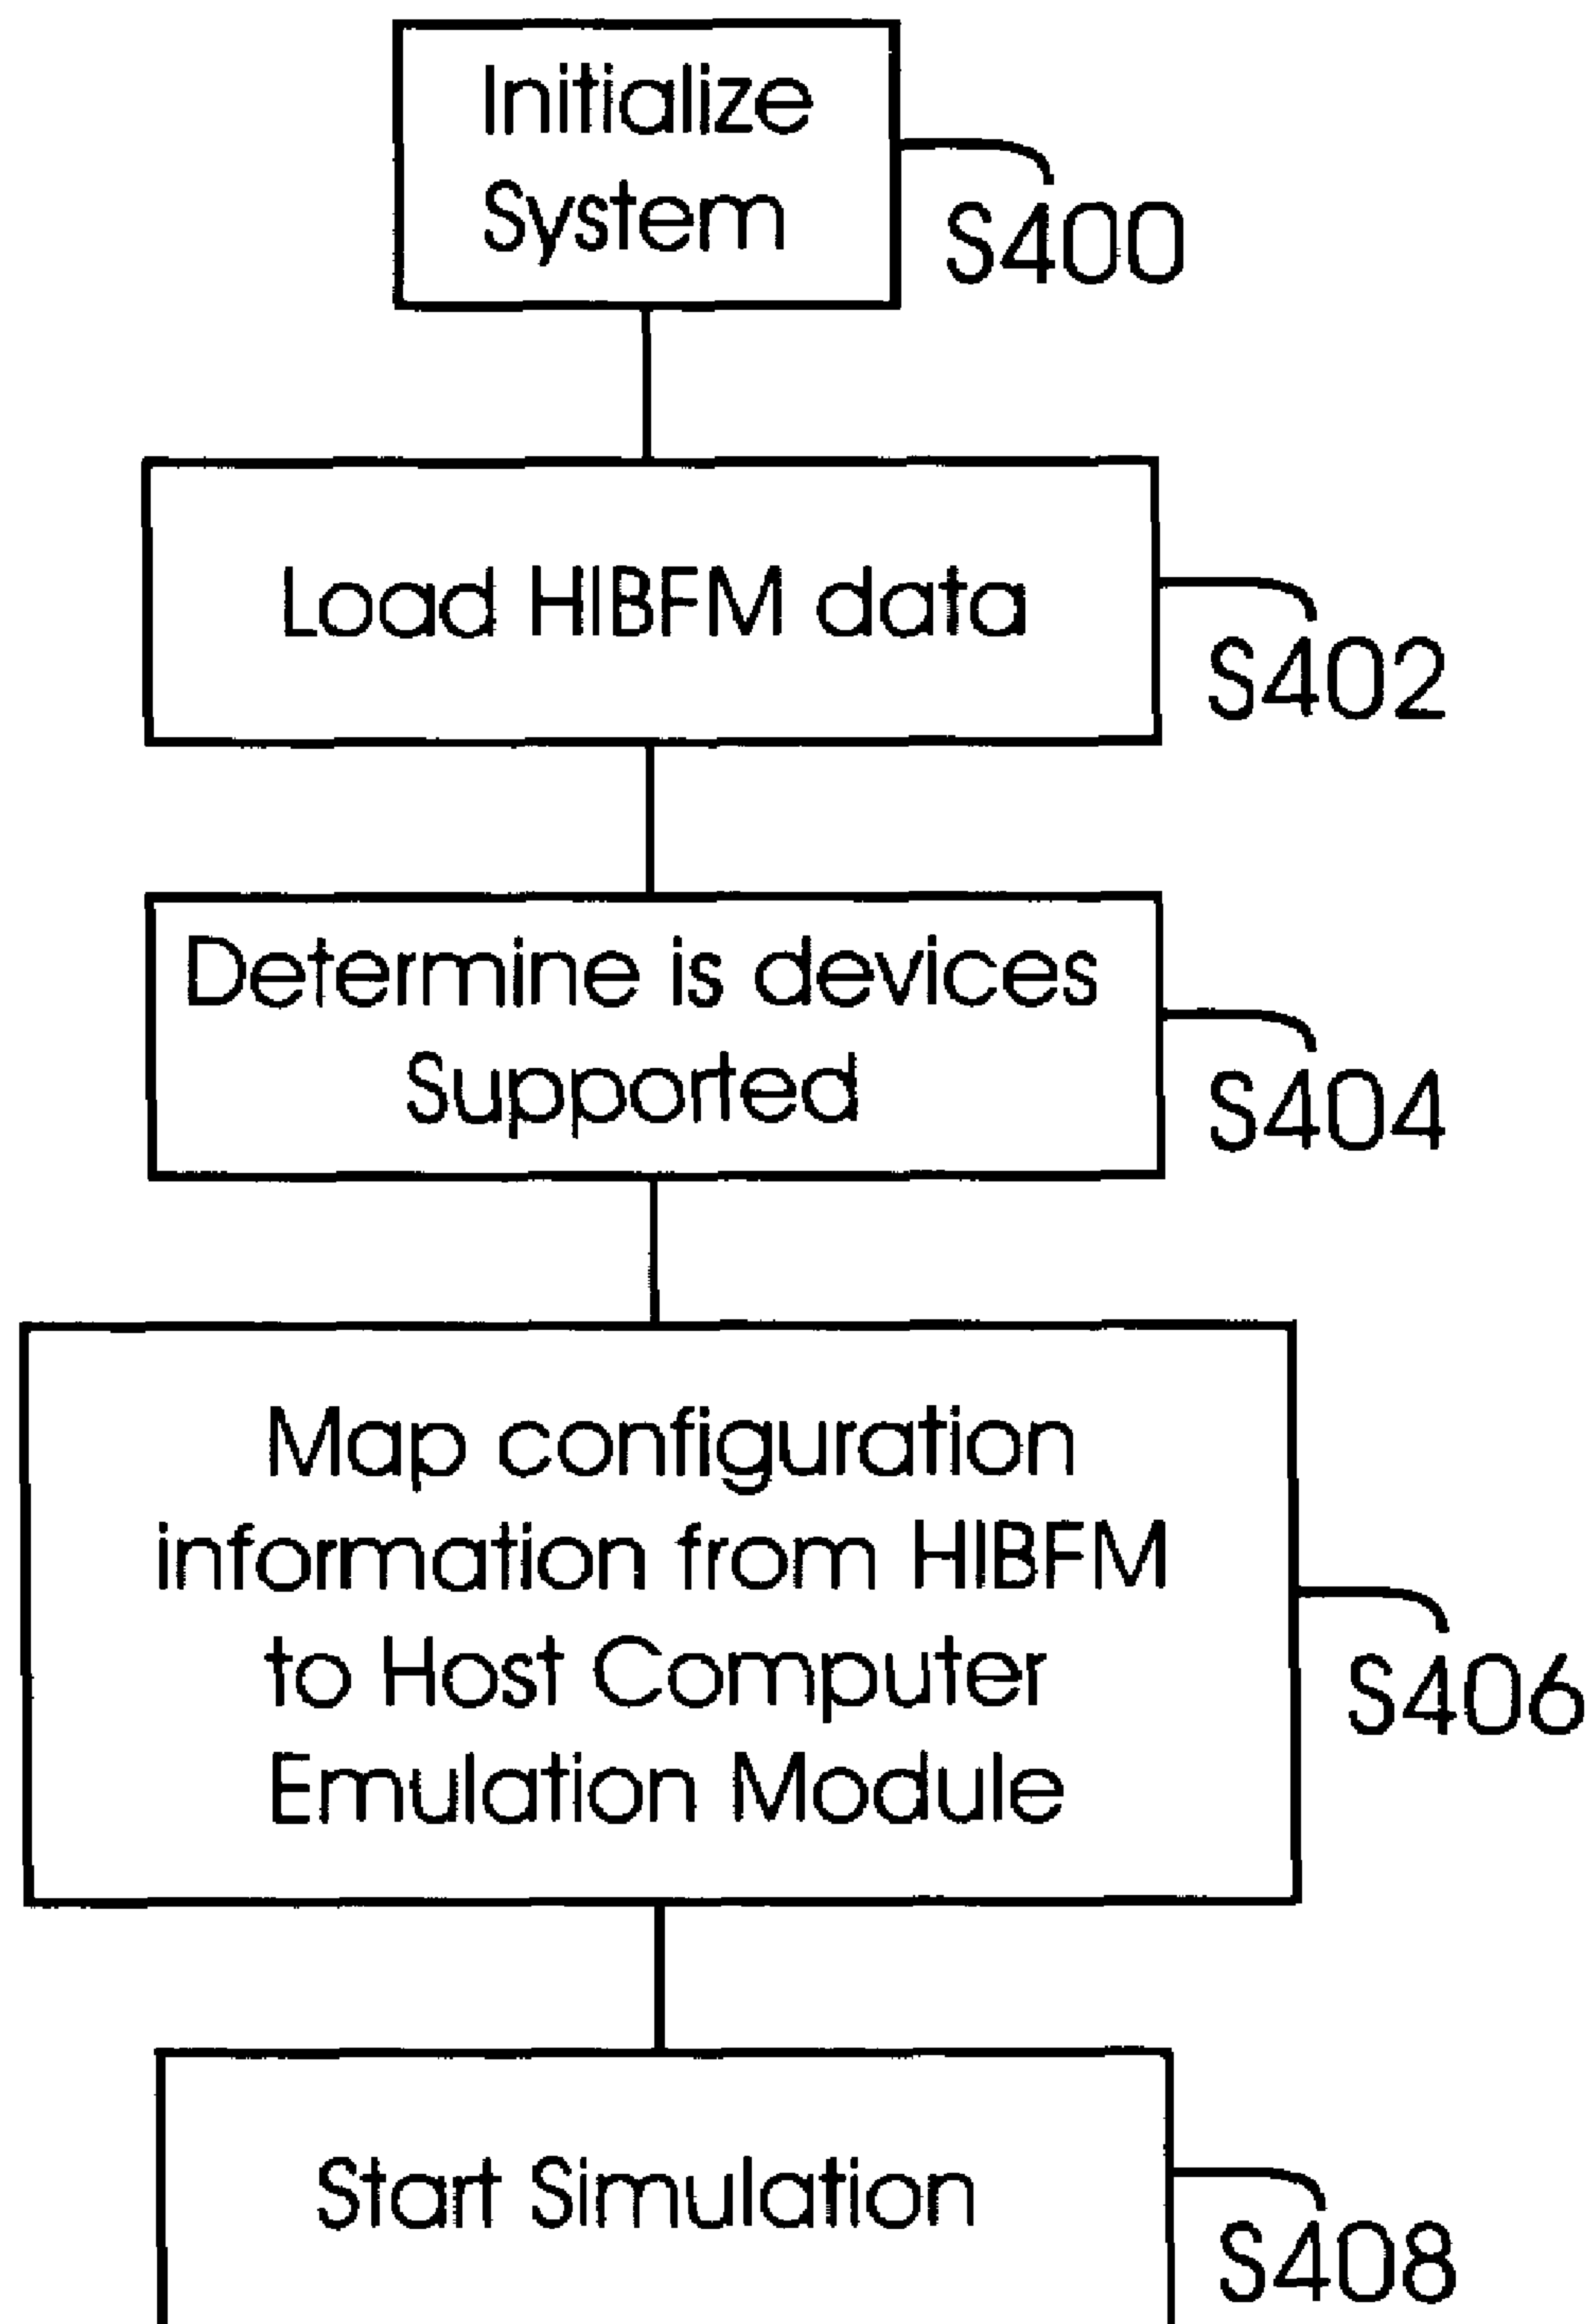 Initialize
System
S400
Load HIBFM data
S402
Determine is devices
Supported
S404
Map configuration
information from HIBFM
to Host Computer
Emulation Module
S406
Start Simulation
S408